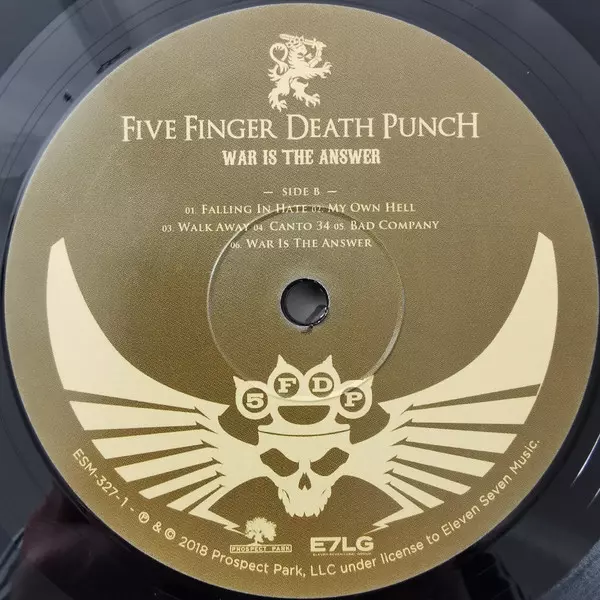 FIVE FINGER DEATH PUNCH
WAR IS THE ANSWER
— SIDE B —
01. FALLING IN HATE 02. MY OWN HELL
03. WALK AWAY 04. CANTO 34 05. BAD COMPANY
06. WAR IS THE ANSWER
5FDP
PROSPECT PARK
E7LG
ESM-327-1 - ℗ & © 2018 Prospect Park, LLC under license to Eleven Seven Music.